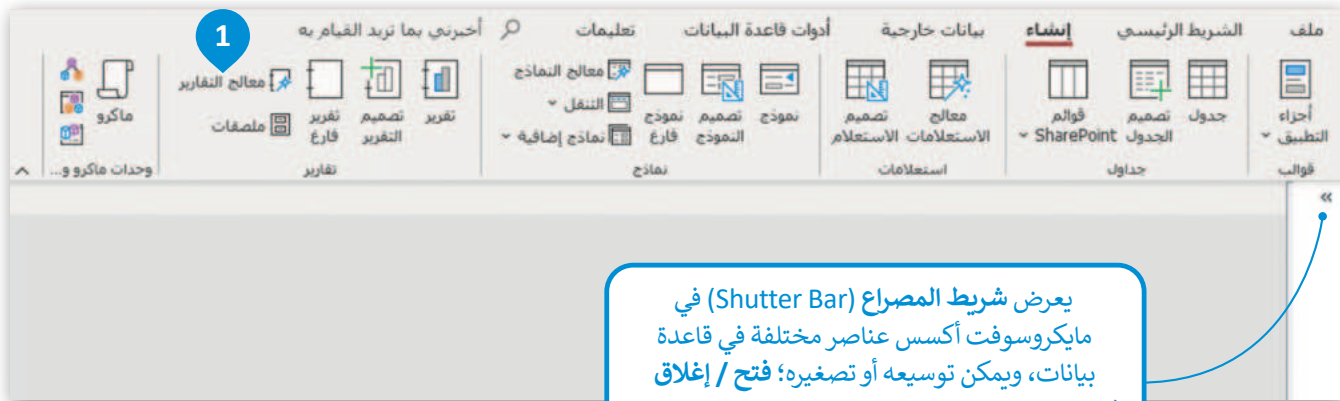 ملف الشريط الرئيسي إنشاء بيانات خارجية أدوات قاعدة البيانات تعليمات أخبرني بما تريد القيام به
1
أجزاء التطبيق
قوالب
جدول
تصميم الجدول
قوائم SharePoint
جداول
معالج الاستعلامات
تصميم الاستعلام
استعلامات
نموذج
تصميم النموذج
نموذج فارغ
معالج النماذج
التنقل
نماذج إضافية
نماذج
تقرير
تصميم التقرير
تقرير فارغ
معالج التقارير
ملصقات
تقارير
ماكرو
وحدات ماكرو و...
»
يعرض شريط المصراع (Shutter Bar) في
مايكروسوفت أكسس عناصر مختلفة في قاعدة
بيانات، ويمكن توسيعه أو تصغيره؛ فتح / إغلاق